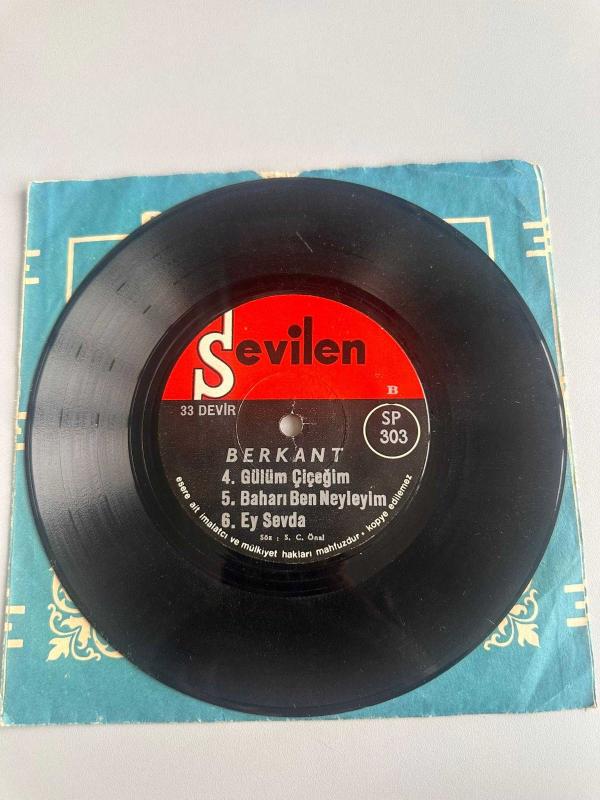 Sevilen
B
33 DEVİR
SP
303
BERKANT
4. Gülüm Çiçeğim
5. Baharı Ben Neyleyim
6. Ey Sevda
Söz : S. C. Önal
esere ait imalatcı ve mülkiyet hakları mahfuzdur • kopye edilemez